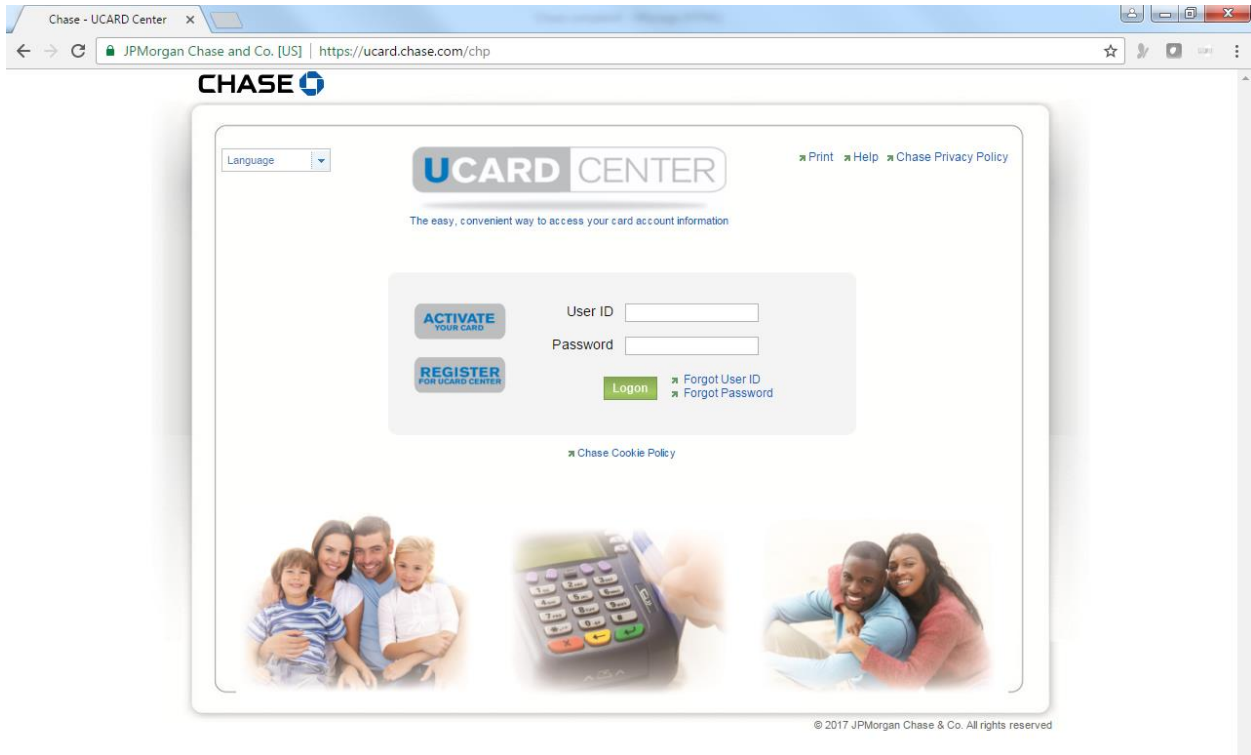 Chase - UCARD Center
JPMorgan Chase and Co. [US] | https://ucard.chase.com/chp
CHASE
Language
UCARD CENTER
Print Help Chase Privacy Policy
The easy, convenient way to access your card account information
ACTIVATE
YOUR CARD
User ID
Password
REGISTER
FOR UCARD CENTER
Logon
Forgot User ID
Forgot Password
Chase Cookie Policy
© 2017 JPMorgan Chase & Co. All rights reserved